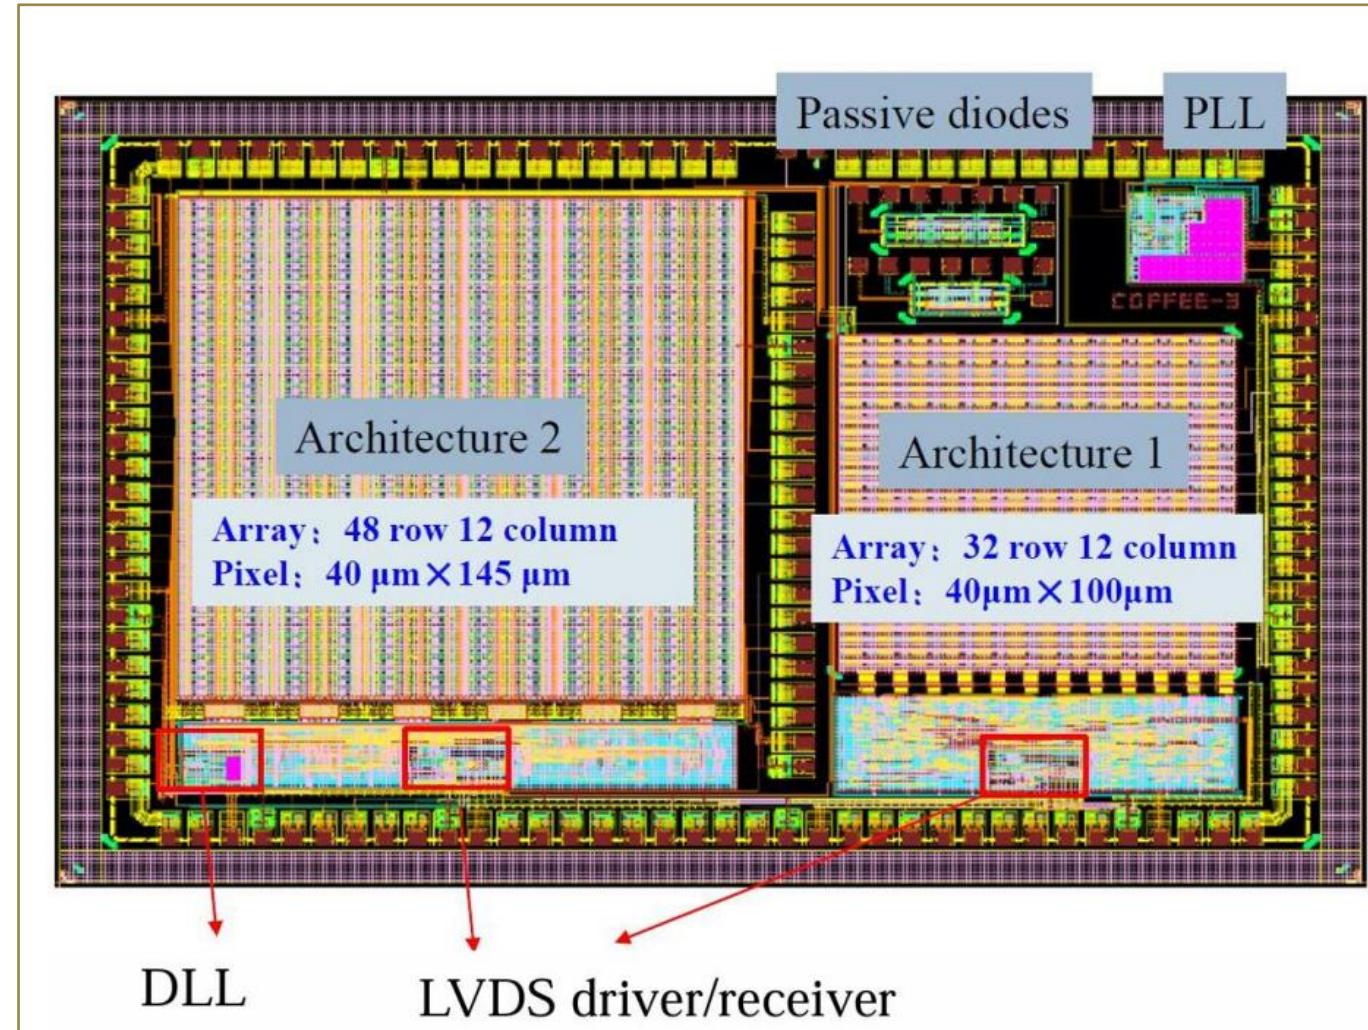 Passive diodes
PLL
COFFEE-3
Architecture 2
Architecture 1
Array：48 row 12 column
Pixel：40 μm×145 μm
Array：32 row 12 column
Pixel：40μm×100μm
DLL
LVDS driver/receiver